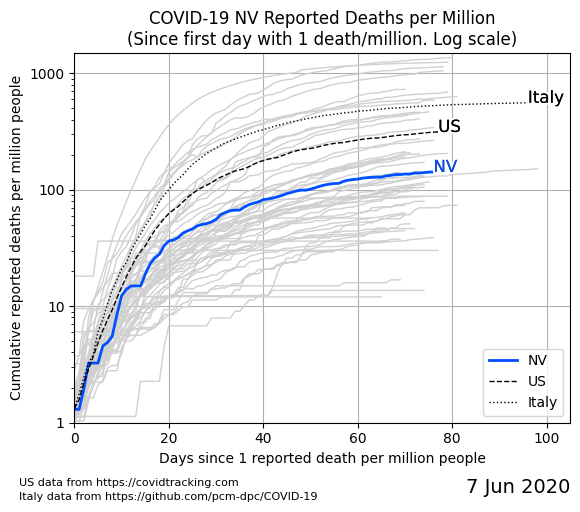 COVID-19 NV Reported Deaths per Million
(Since first day with 1 death/million. Log scale)
Cumulative reported deaths per million people
1000
100
10
1
Italy
US
NV
NV
US
Italy
0 20 40 60 80 100
Days since 1 reported death per million people
US data from https://covidtracking.com
Italy data from https://github.com/pcm-dpc/COVID-19
7 Jun 2020